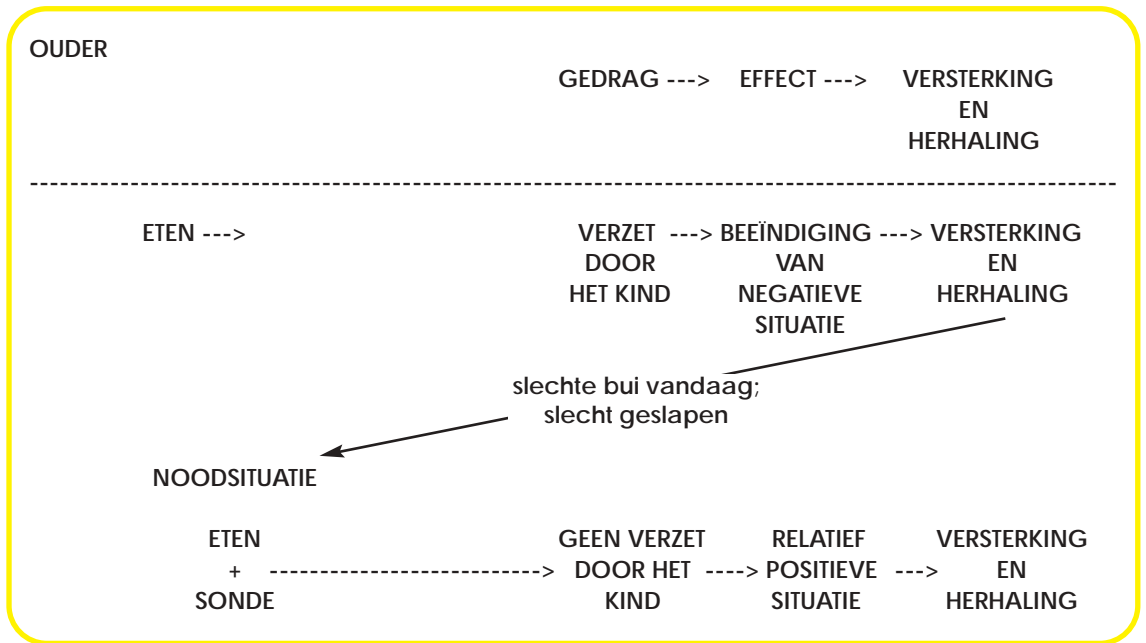 OUDER
GEDRAG ---> EFFECT ---> VERSTERKING
EN
HERHALING
---------------------------------------------------------------------------------------------------------------
ETEN ---> VERZET ---> BEEÏNDIGING ---> VERSTERKING
DOOR VAN EN
HET KIND NEGATIEVE HERHALING
SITUATIE
slechte bui vandaag;
slecht geslapen
NOODSITUATIE
ETEN GEEN VERZET RELATIEF VERSTERKING
+ ---------------------------> DOOR HET ----> POSITIEVE ---> EN
SONDE KIND SITUATIE HERHALING